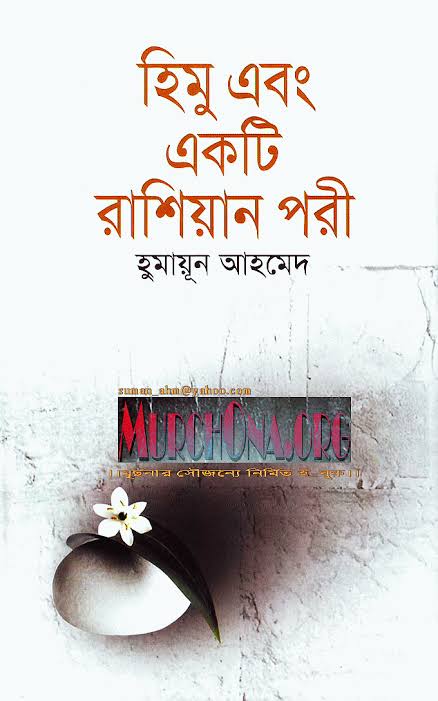 হিমু এবং
একটি
রাশিয়ান পরী
হুমায়ূন আহমেদ
suman_ahm@yahoo.com
MURCHONA.ORG
||মুর্ছনার সৌজন্যে নির্মিত ই-বুক||